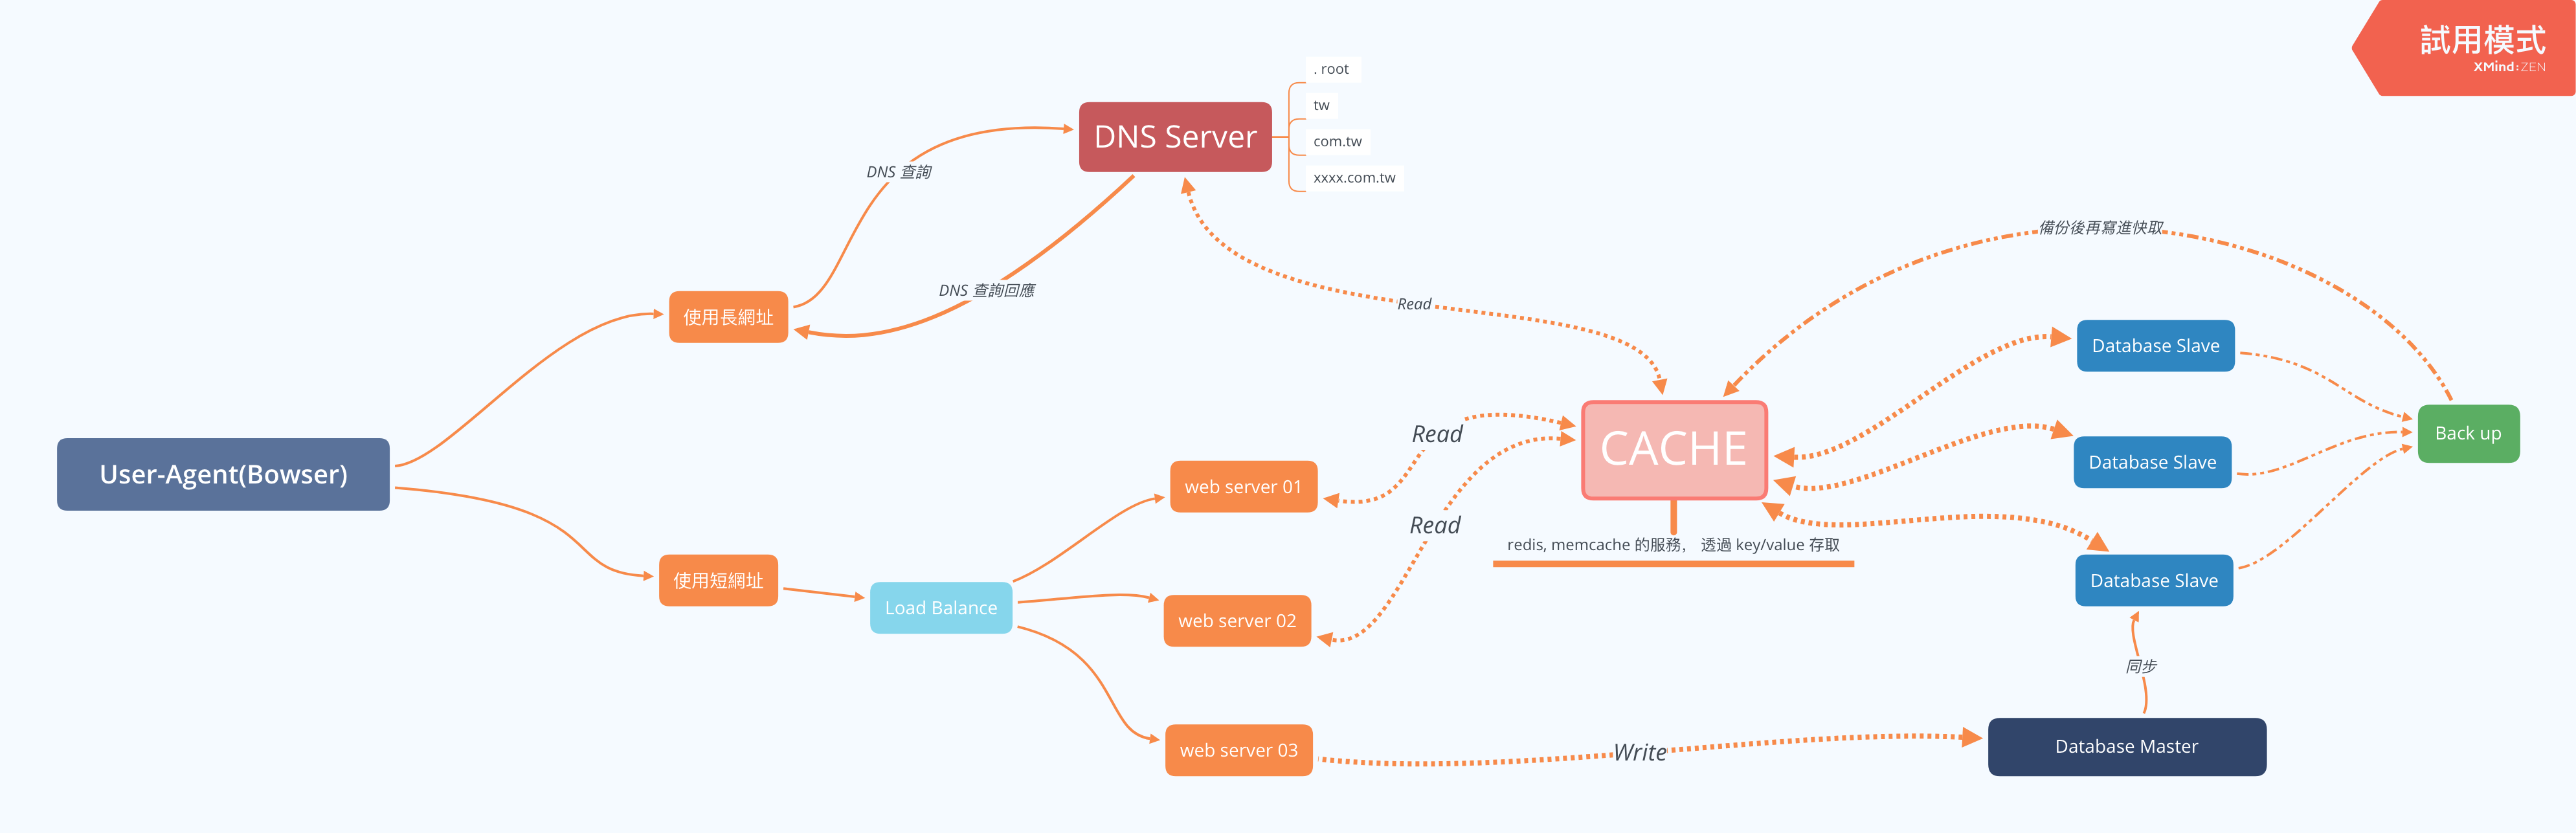 試用模式
XMind:ZEN
. root
tw
DNS Server
com.tw
xxxx.com.tw
DNS 查詢
DNS 查詢回應
使用長網址
Read
備份後再寫進快取
Database Slave
CACHE
Read
Back up
User-Agent(Bowser)
Database Slave
web server 01
Read
redis, memcache 的服務， 透過 key/value 存取
使用短網址
Database Slave
Load Balance
web server 02
同步
web server 03
Write
Database Master